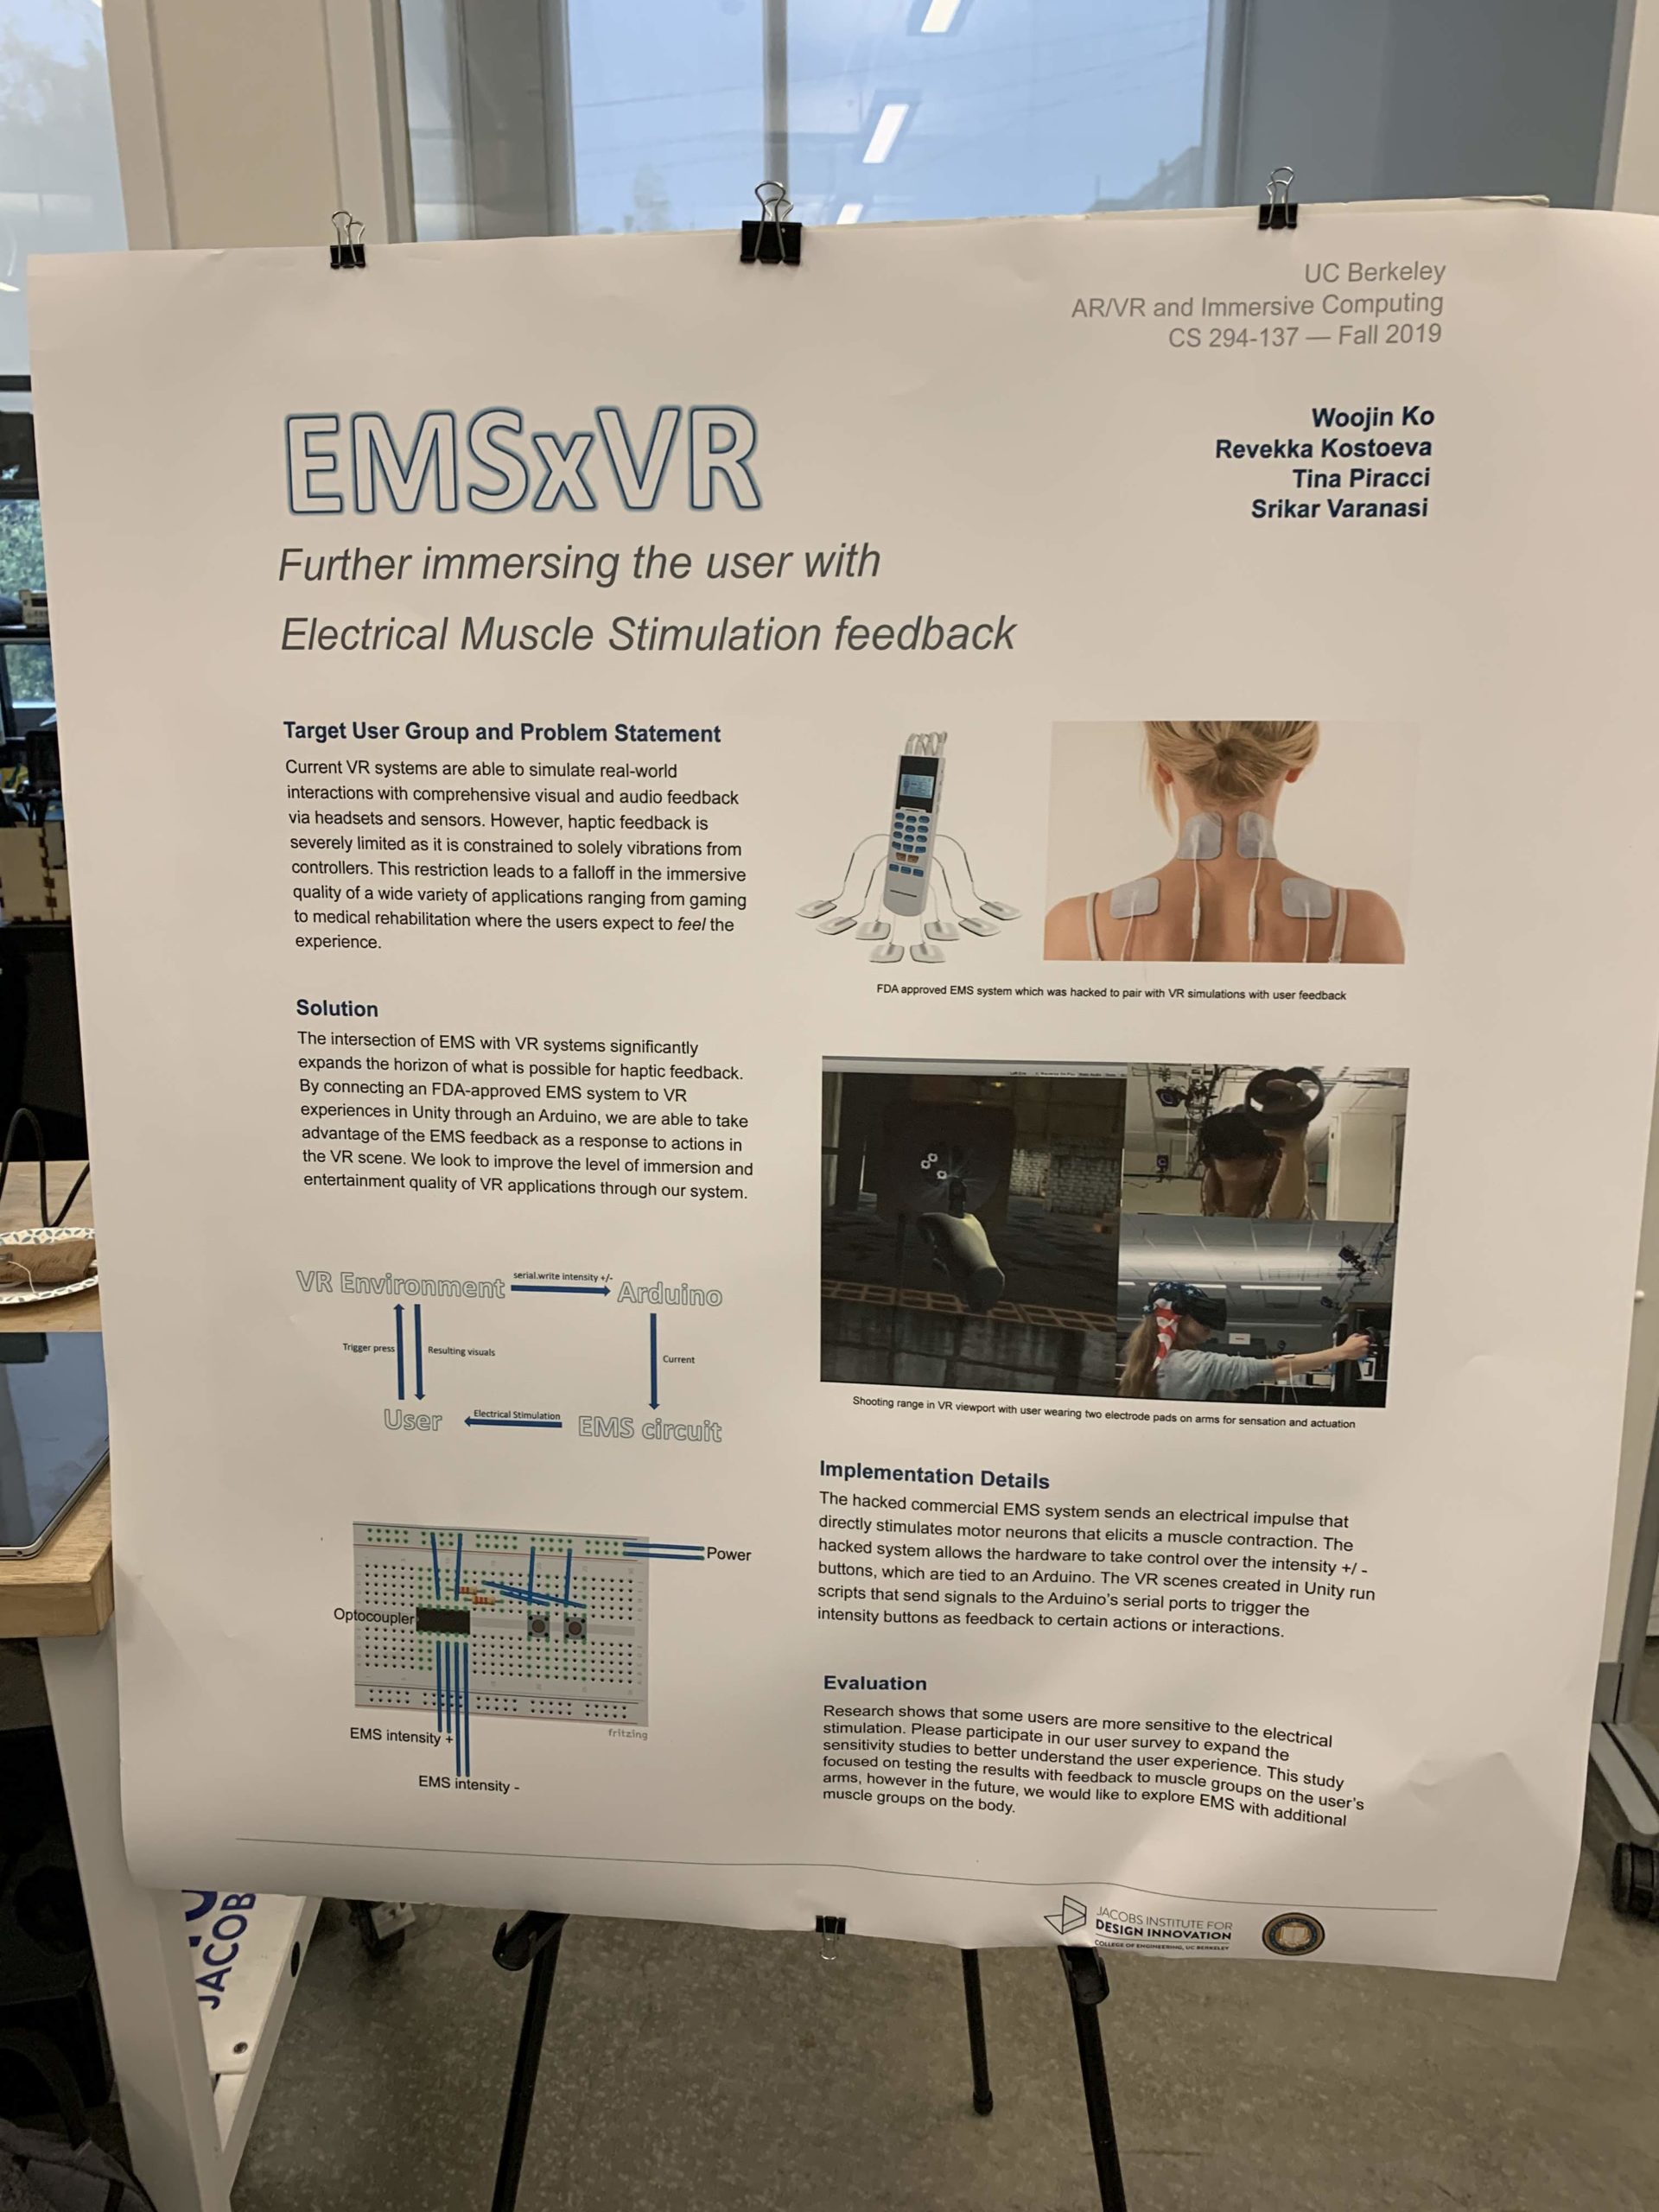 UC Berkeley
AR/VR and Immersive Computing
CS 294-137 — Fall 2019
EMSxVR
Woojin Ko
Revekka Kostoeva
Tina Piracci
Srikar Varanasi
Further immersing the user with
Electrical Muscle Stimulation feedback
Target User Group and Problem Statement
Current VR systems are able to simulate real-world
interactions with comprehensive visual and audio feedback
via headsets and sensors. However, haptic feedback is
severely limited as it is constrained to solely vibrations from
controllers. This restriction leads to a falloff in the immersive
quality of a wide variety of applications ranging from gaming
to medical rehabilitation where the users expect to feel the
experience.
FDA approved EMS system which was hacked to pair with VR simulations with user feedback
Solution
The intersection of EMS with VR systems significantly
expands the horizon of what is possible for haptic feedback.
By connecting an FDA-approved EMS system to VR
experiences in Unity through an Arduino, we are able to take
advantage of the EMS feedback as a response to actions in
the VR scene. We look to improve the level of immersion and
entertainment quality of VR applications through our system.
VR Environment
serial.write intensity +/-
Arduino
Trigger press
Resulting visuals
Current
User
Electrical Stimulation
EMS circuit
Shooting range in VR viewport with user wearing two electrode pads on arms for sensation and actuation
Power
Optocoupler
fritzing
EMS intensity +
EMS intensity -
Implementation Details
The hacked commercial EMS system sends an electrical impulse that
directly stimulates motor neurons that elicits a muscle contraction. The
hacked system allows the hardware to take control over the intensity +/ -
buttons, which are tied to an Arduino. The VR scenes created in Unity run
scripts that send signals to the Arduino's serial ports to trigger the
intensity buttons as feedback to certain actions or interactions.
Evaluation
Research shows that some users are more sensitive to the electrical
stimulation. Please participate in our user survey to expand the
sensitivity studies to better understand the user experience. This study
focused on testing the results with feedback to muscle groups on the user's
arms, however in the future, we would like to explore EMS with additional
muscle groups on the body.
JACOBS INSTITUTE FOR
DESIGN INNOVATION
COLLEGE OF ENGINEERING, UC BERKELEY
JACOB